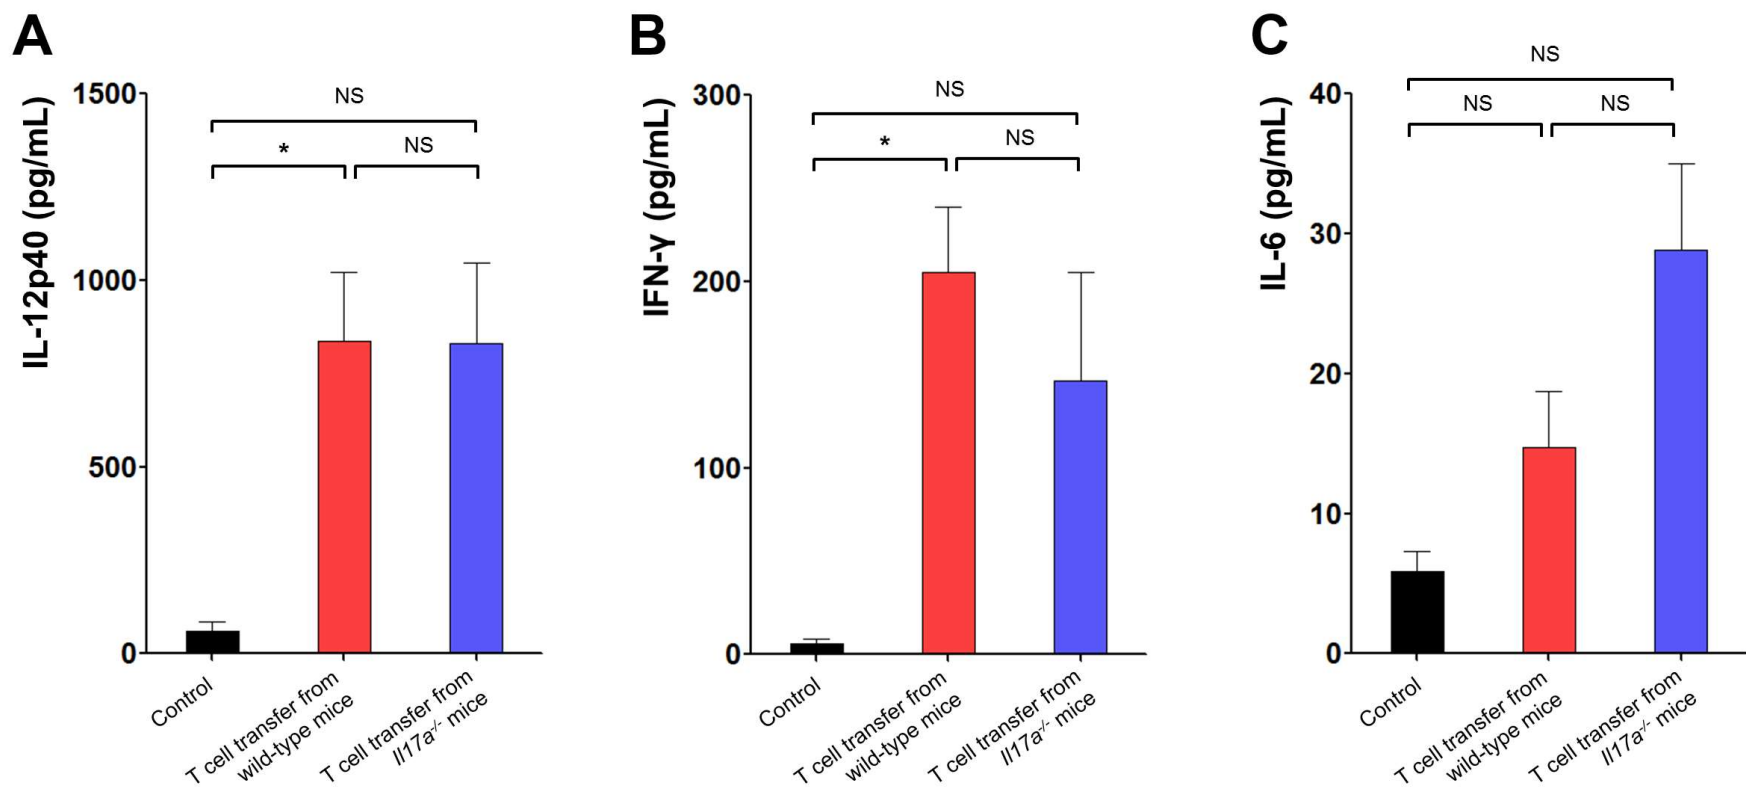 A
IL-12p40 (pg/mL)
1500
1000
500
0
NS
*
NS
Control
T cell transfer from
wild-type mice
T cell transfer from
Il17a-/- mice
B
IFN-γ (pg/mL)
300
200
100
0
NS
*
NS
Control
T cell transfer from
wild-type mice
T cell transfer from
Il17a-/- mice
C
IL-6 (pg/mL)
40
30
20
10
0
NS
NS
NS
Control
T cell transfer from
wild-type mice
T cell transfer from
Il17a-/- mice